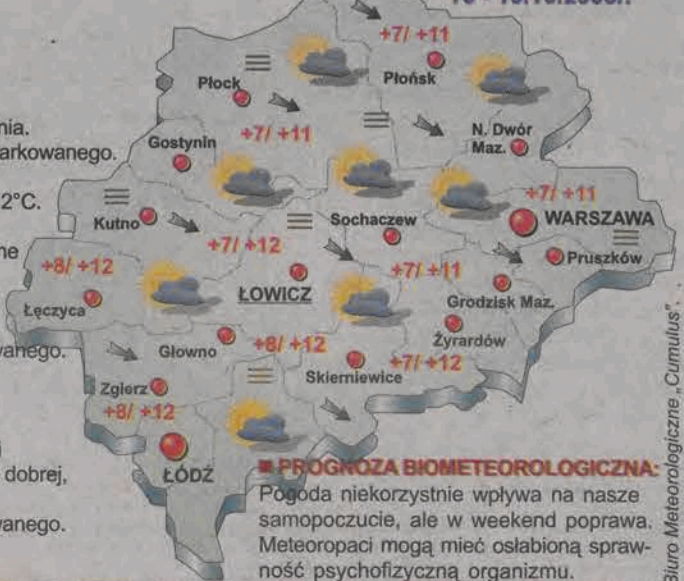 +7/ +11
Płońsk
Płock
nia.
arkowanego.
+7/ +11
N. Dwór
Maz.
Gostynin
2°C.
+7/ +11
WARSZAWA
Kutno
Sochaczew
ne
+7/ +12
Pruszków
+8/ +12
+7/ +11
ŁOWICZ
Grodzisk Maz.
Łęczyca
Żyrardów
wanego.
Głowno
+8/ +12
+7/ +12
Skierniewice
Zgierz
+8/ +12
ŁÓDŹ
dobrej,
wanego.
■ PROGNOZA BIOMETEOROLOGICZNA:
Pogoda niekorzystnie wpływa na nasze
samopoczucie, ale w weekend poprawa.
Meteoropaci mogą mieć osłabioną spraw-
ność psychofizyczną organizmu.
Biuro Meteorologiczne „Cumulus”.